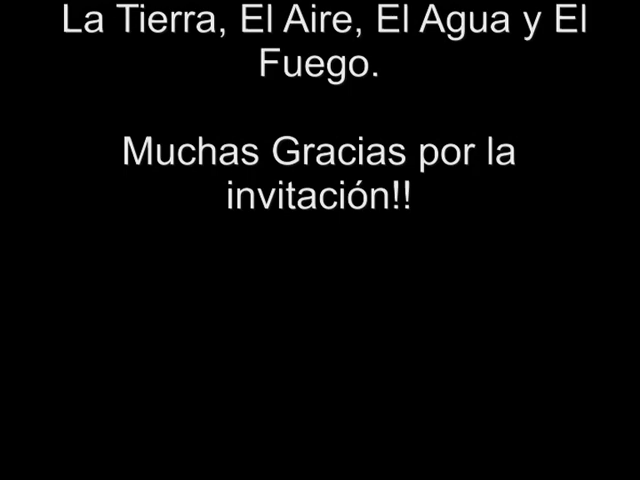 La Tierra, El Aire, El Agua y El
Fuego.
Muchas Gracias por la
invitación!!